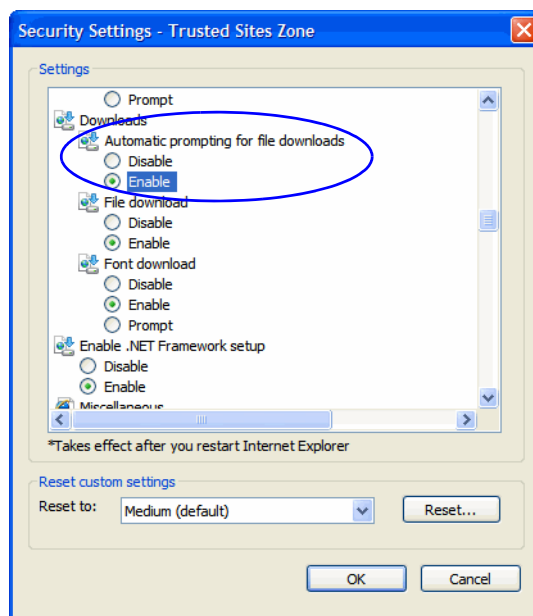 Security Settings - Trusted Sites Zone
Settings
Prompt
Downloads
Automatic prompting for file downloads
Disable
Enable
File download
Disable
Enable
Font download
Disable
Enable
Prompt
Enable .NET Framework setup
Disable
Enable
Miscellaneous
*Takes effect after you restart Internet Explorer
Reset custom settings
Reset to: Medium (default) Reset...
OK Cancel